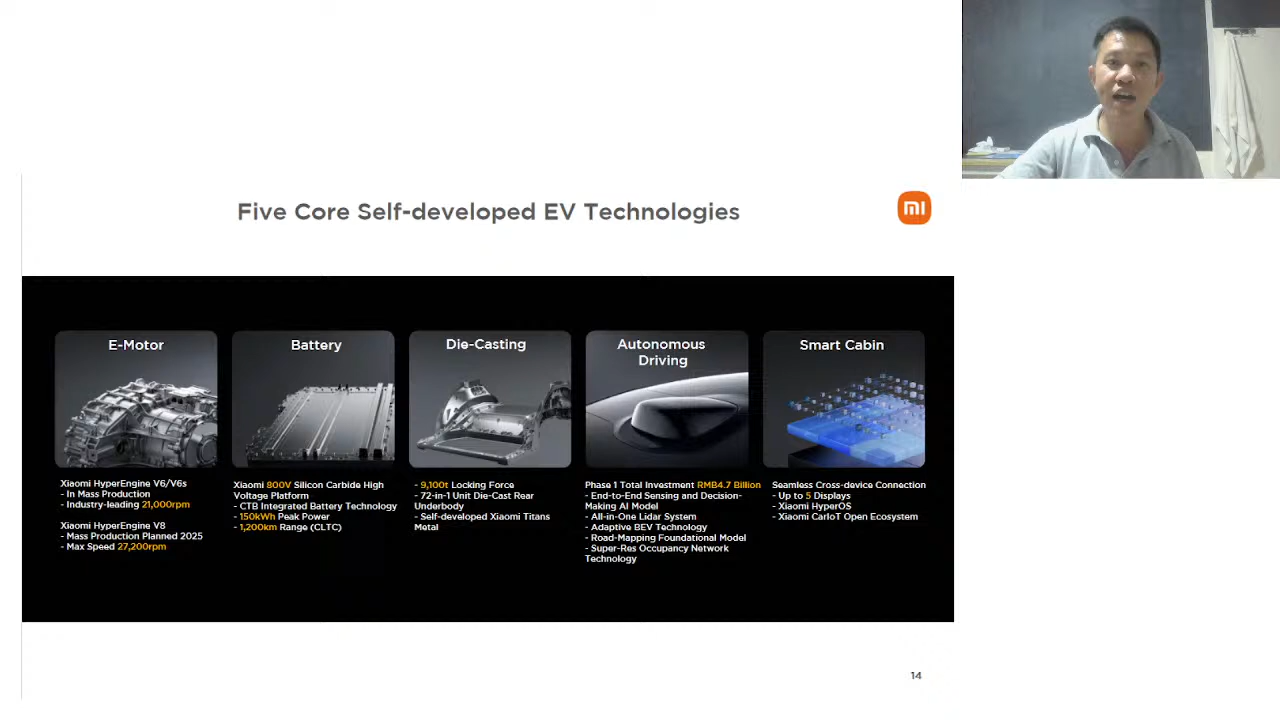 Five Core Self-developed EV Technologies
mi
E-Motor
Xiaomi HyperEngine V6/V6s
- In Mass Production
- Industry-leading 21,000rpm
Xiaomi HyperEngine V8
- Mass Production Planned 2025
- Max Speed 27,200rpm
Battery
Xiaomi 800V Silicon Carbide High
Voltage Platform
- CTB Integrated Battery Technology
- 150kWh Peak Power
- 1,200km Range (CLTC)
Die-Casting
- 9,100t Locking Force
- 72-in-1 Unit Die-Cast Rear
Underbody
- Self-developed Xiaomi Titans
Metal
Autonomous
Driving
Phase 1 Total Investment RMB4.7 Billion
- End-to-End Sensing and Decision-
Making AI Model
- All-in-One Lidar System
- Adaptive BEV Technology
- Road-Mapping Foundational Model
- Super-Res Occupancy Network
Technology
Smart Cabin
Seamless Cross-device Connection
- Up to 5 Displays
- Xiaomi HyperOS
- Xiaomi CarIoT Open Ecosystem
14